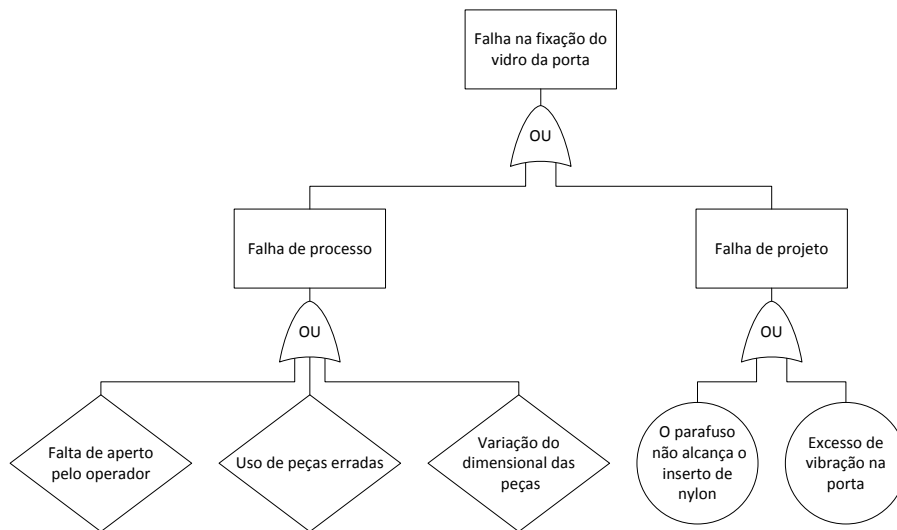 Falha na fixação do
vidro da porta
OU
Falha de processo
Falha de projeto
OU
OU
Falta de aperto
pelo operador
Uso de peças erradas
Variação do
dimensional das
peças
O parafuso
não alcança o
inserto de
nylon
Excesso de
vibração na
porta